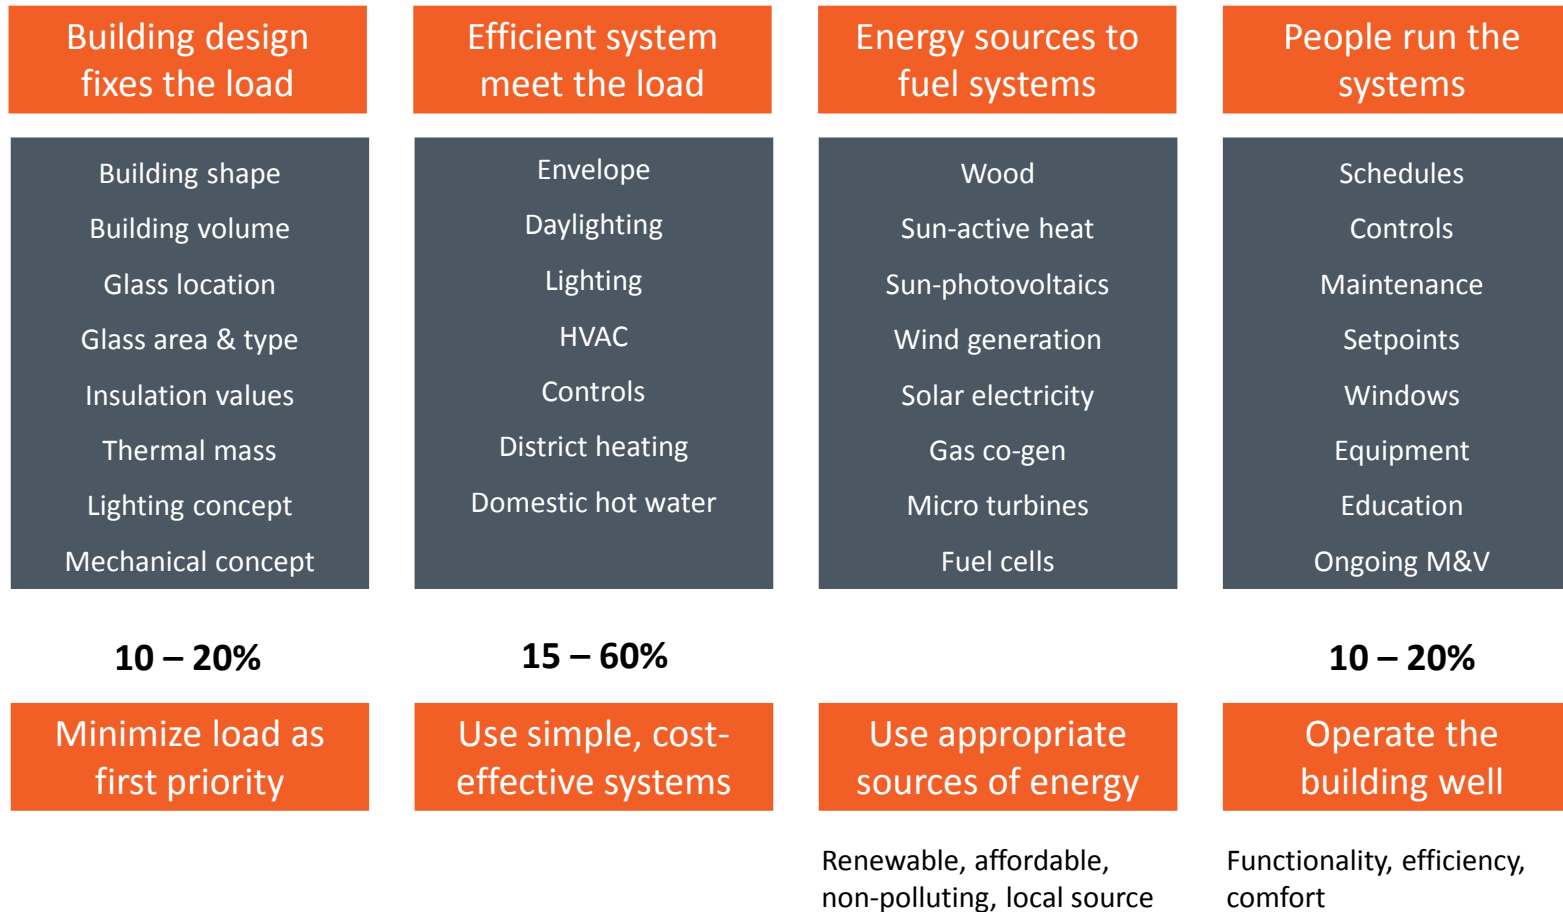 Building design
fixes the load
Building shape
Building volume
Glass location
Glass area & type
Insulation values
Thermal mass
Lighting concept
Mechanical concept
10 – 20%
Minimize load as
first priority
Efficient system
meet the load
Envelope
Daylighting
Lighting
HVAC
Controls
District heating
Domestic hot water
15 – 60%
Use simple, cost-
effective systems
Energy sources to
fuel systems
Wood
Sun-active heat
Sun-photovoltaics
Wind generation
Solar electricity
Gas co-gen
Micro turbines
Fuel cells
Use appropriate
sources of energy
Renewable, affordable,
non-polluting, local source
People run the
systems
Schedules
Controls
Maintenance
Setpoints
Windows
Equipment
Education
Ongoing M&V
10 – 20%
Operate the
building well
Functionality, efficiency,
comfort